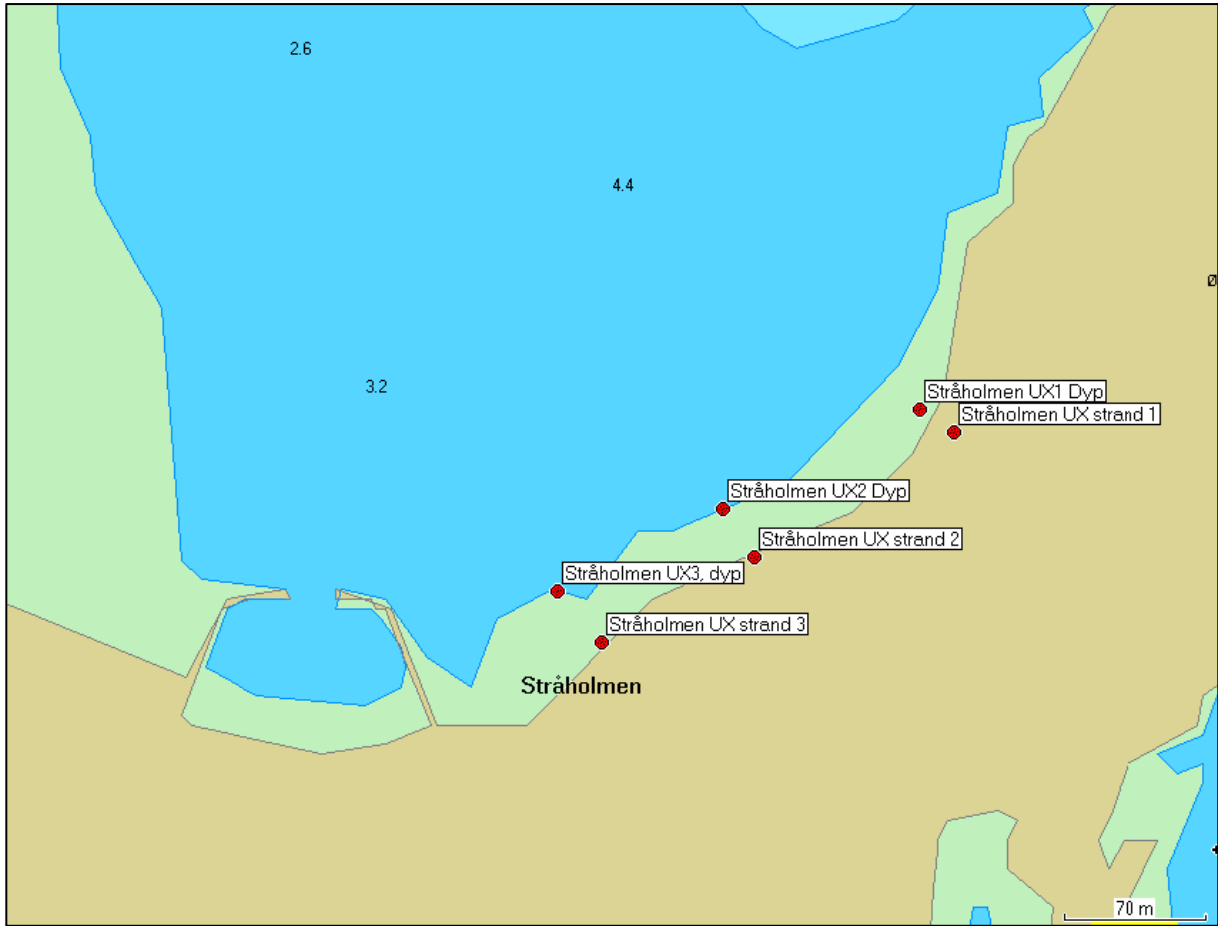 2.6
4.4
Ø
3.2
Stråholmen UX1 Dyp
Stråholmen UX strand 1
Stråholmen UX2 Dyp
Stråholmen UX strand 2
Stråholmen UX3, dyp
Stråholmen UX strand 3
Stråholmen
70 m